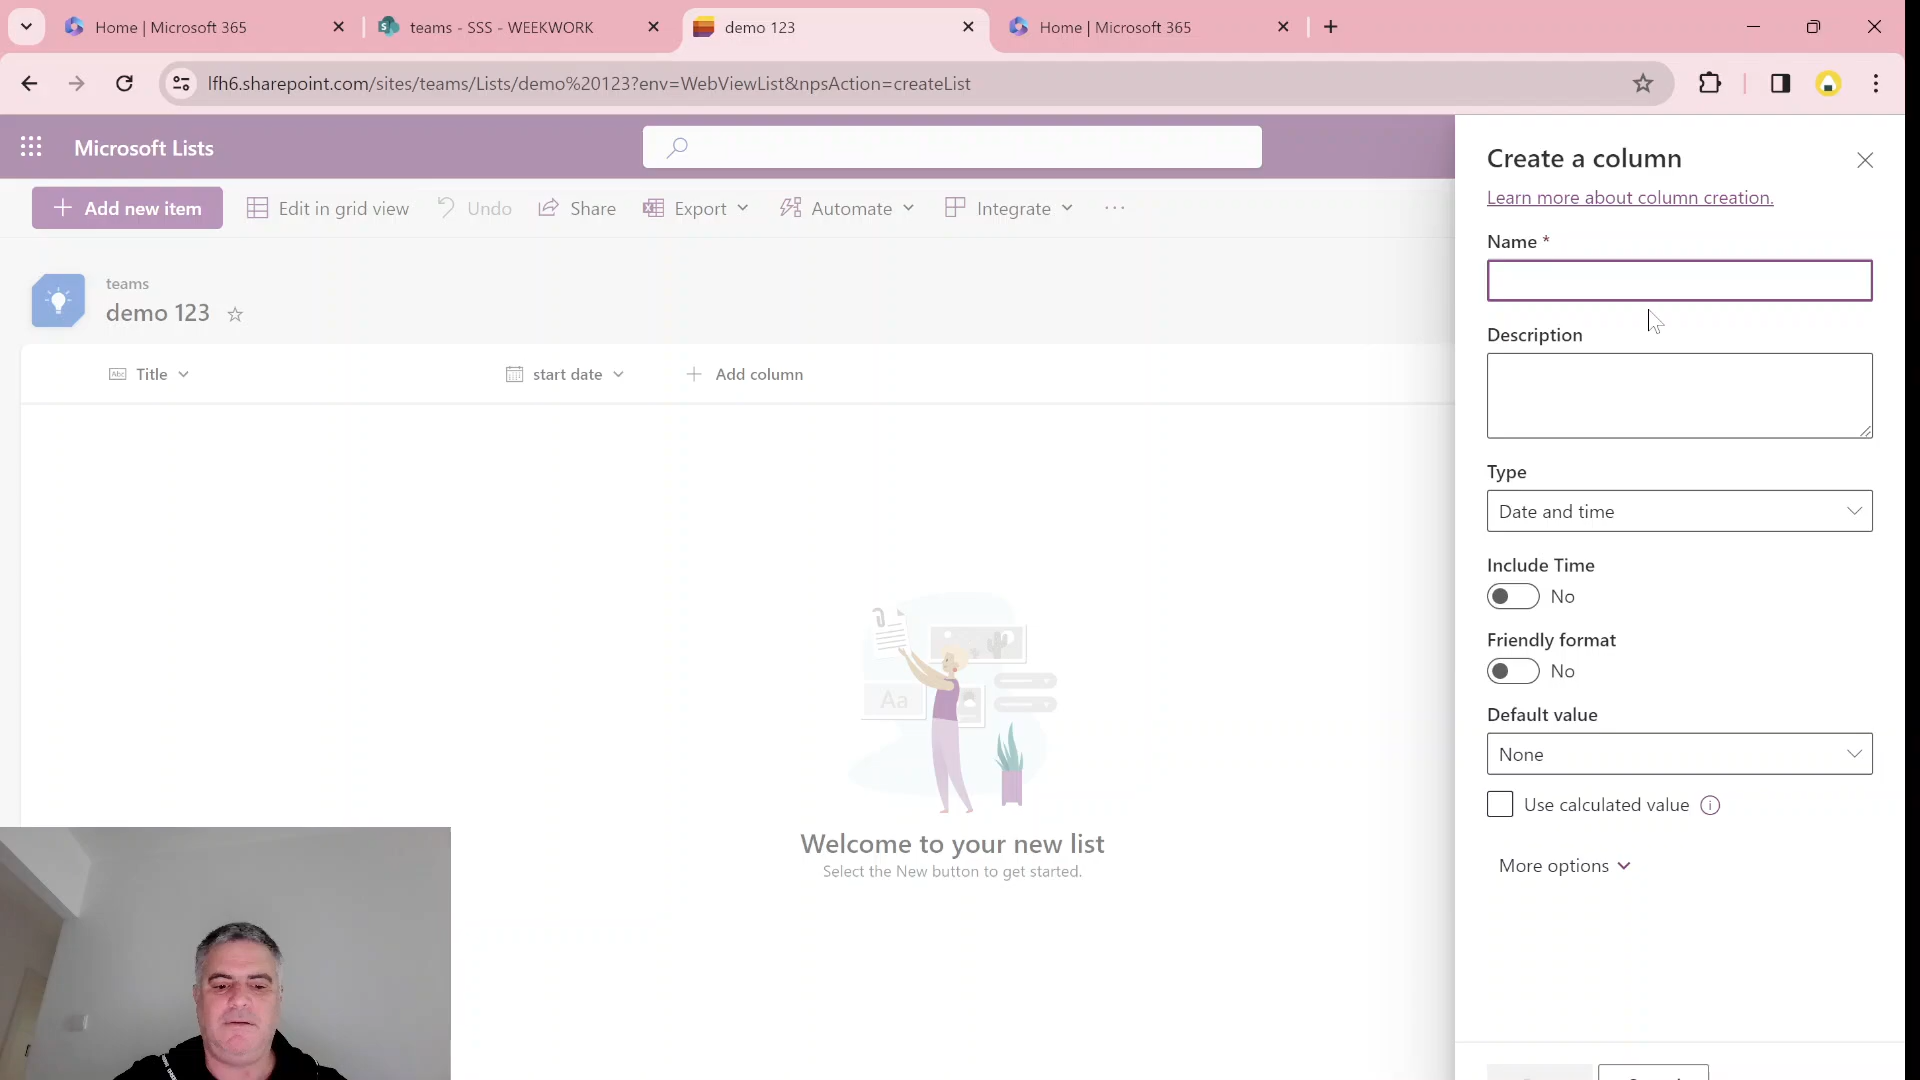 Home | Microsoft 365
teams - SSS - WEEKWORK
demo 123
Home | Microsoft 365
lfh6.sharepoint.com/sites/teams/Lists/demo%20123?env=WebViewList&npsAction=createList
Microsoft Lists
Add new item
Edit in grid view
Undo
Share
Export
Automate
Integrate
teams
demo 123
Abc Title
start date
Add column
Aa
Welcome to your new list
Select the New button to get started.
Create a column
Learn more about column creation.
Name *
Description
Type
Date and time
Include Time
No
Friendly format
No
Default value
None
Use calculated value
More options